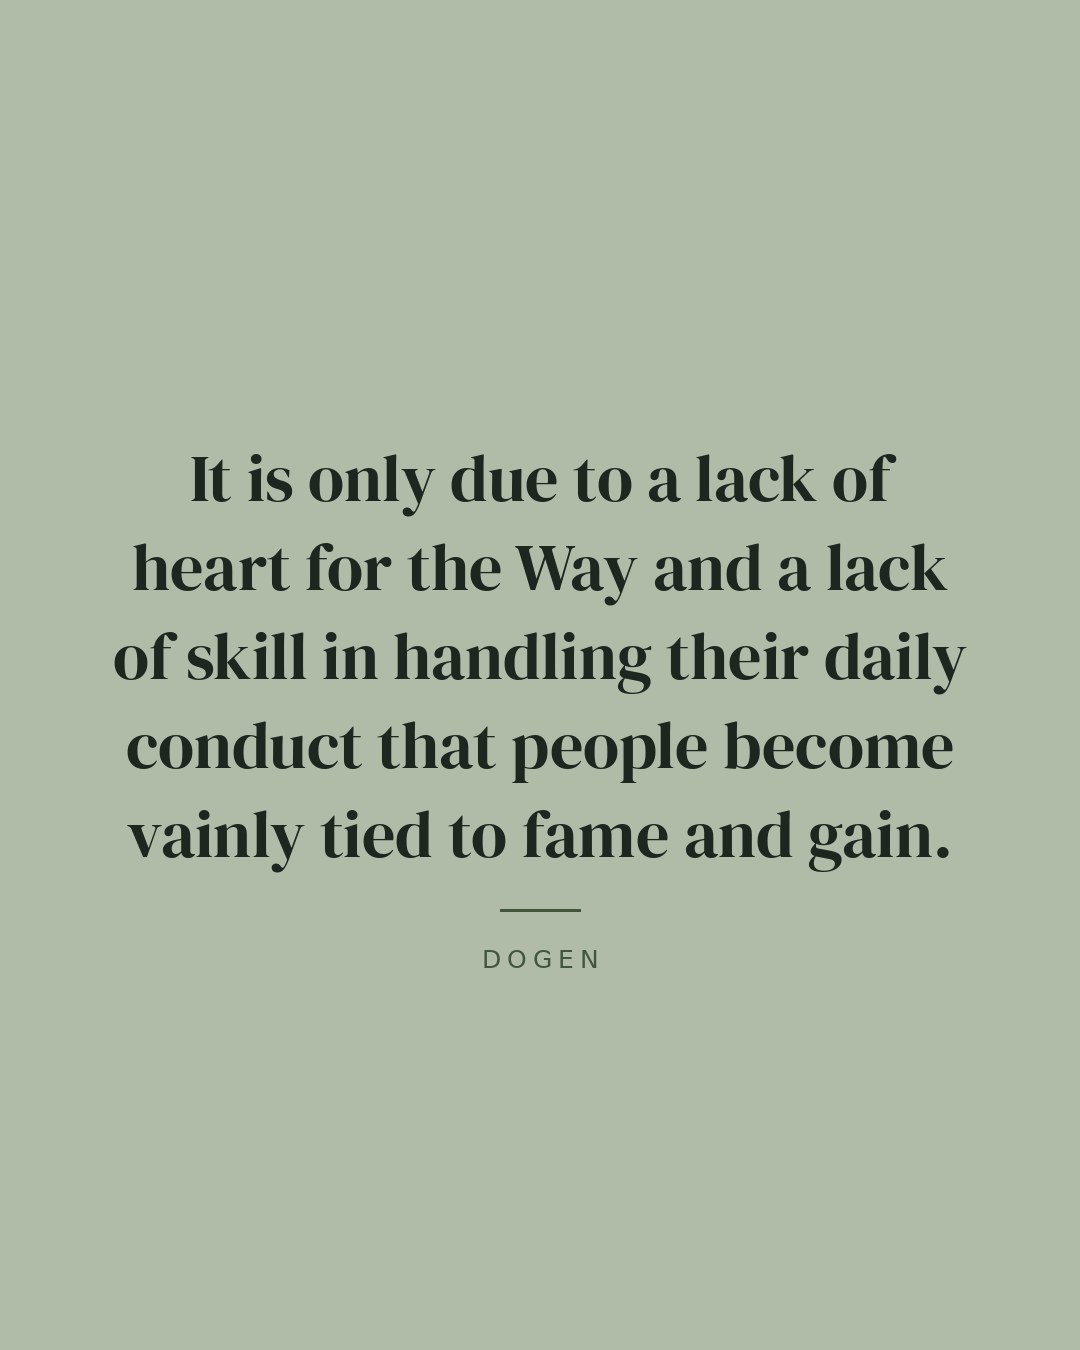 It is only due to a lack of
heart for the Way and a lack
of skill in handling their daily
conduct that people become
vainly tied to fame and gain.
DOGEN